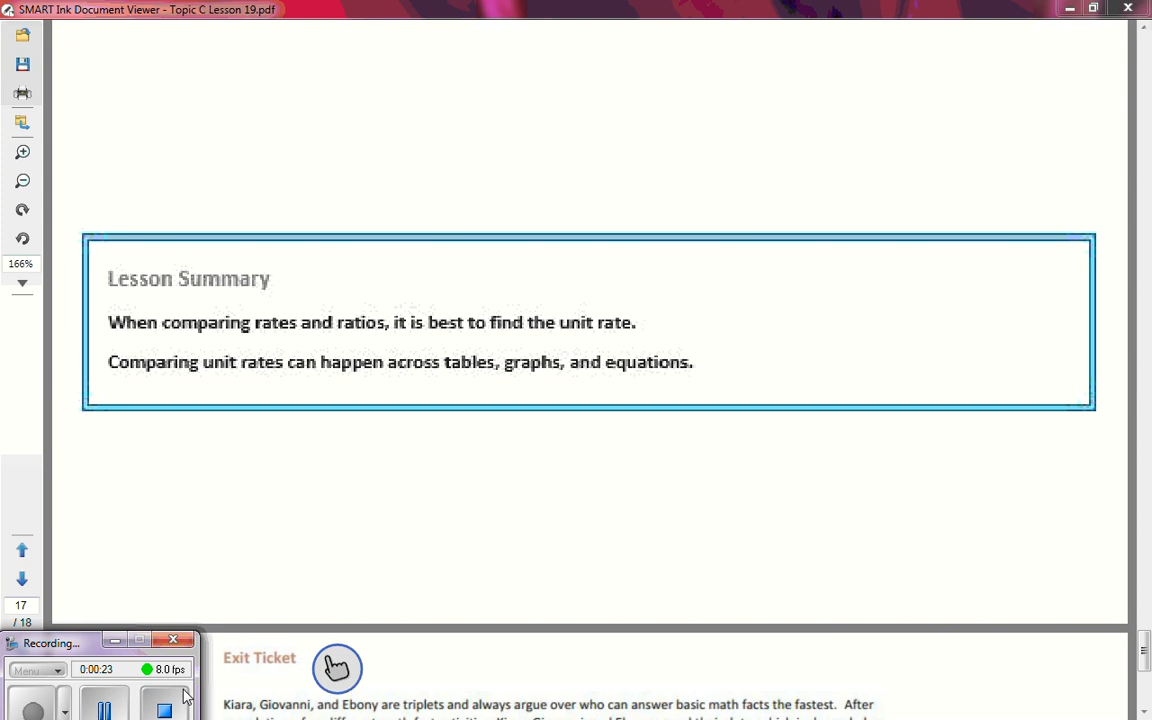 SMART Ink Document Viewer - Topic C Lesson 19.pdf
166%
Lesson Summary
When comparing rates and ratios, it is best to find the unit rate.
Comparing unit rates can happen across tables, graphs, and equations.
17
/ 18
Recording...
Menu
0:00:23
8.0 fps
Exit Ticket
Kiara, Giovanni, and Ebony are triplets and always argue over who can answer basic math facts the fastest. After